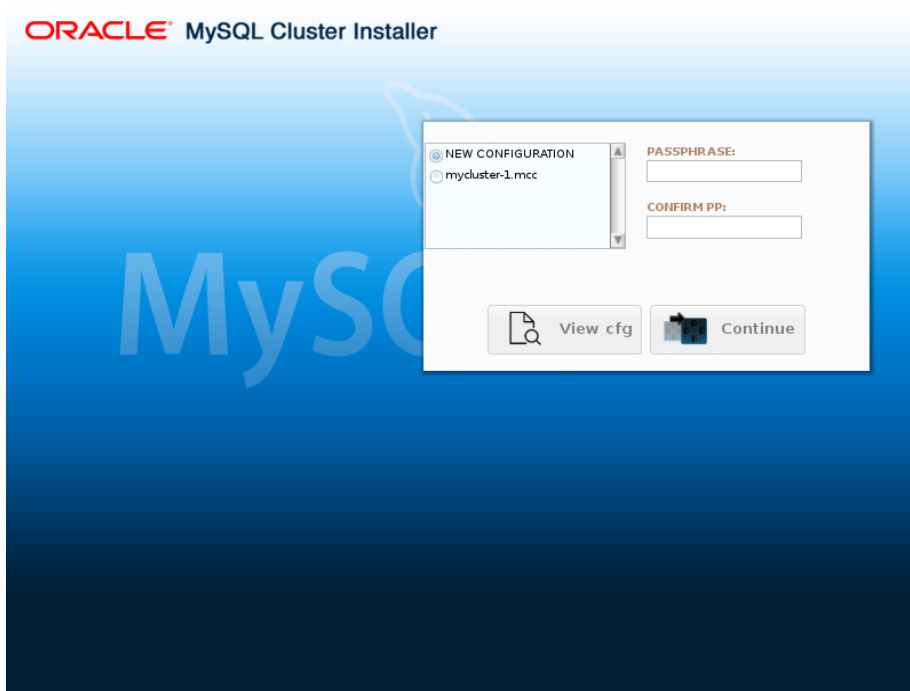 ORACLE® MySQL Cluster Installer
NEW CONFIGURATION
mycluster-1.mcc
PASSPHRASE:
CONFIRM PP:
MySQ
View cfg
Continue